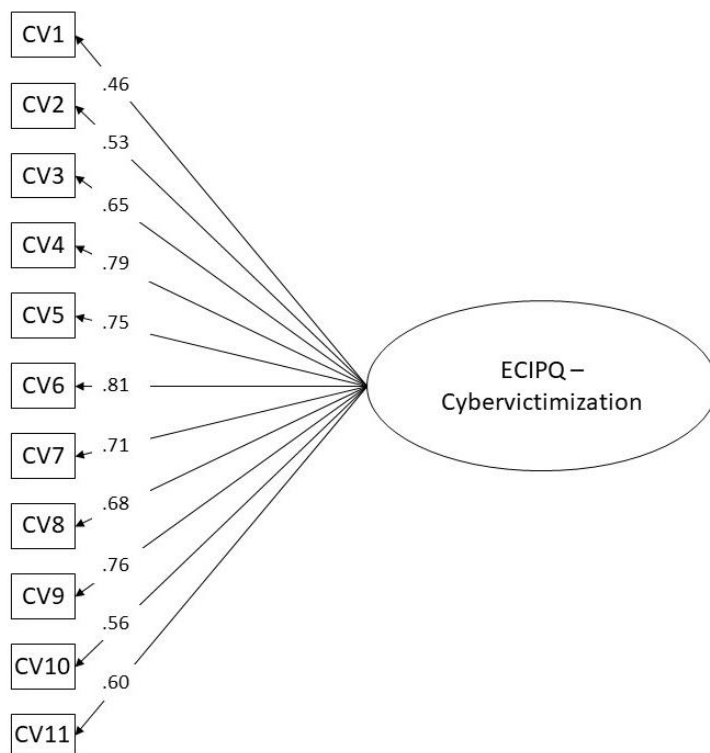 CV1
.46
CV2
.53
CV3
.65
CV4
.79
CV5
.75
CV6
.81
CV7
.71
CV8
.68
CV9
.76
CV10
.56
CV11
.60
ECIPQ –
Cybervictimization